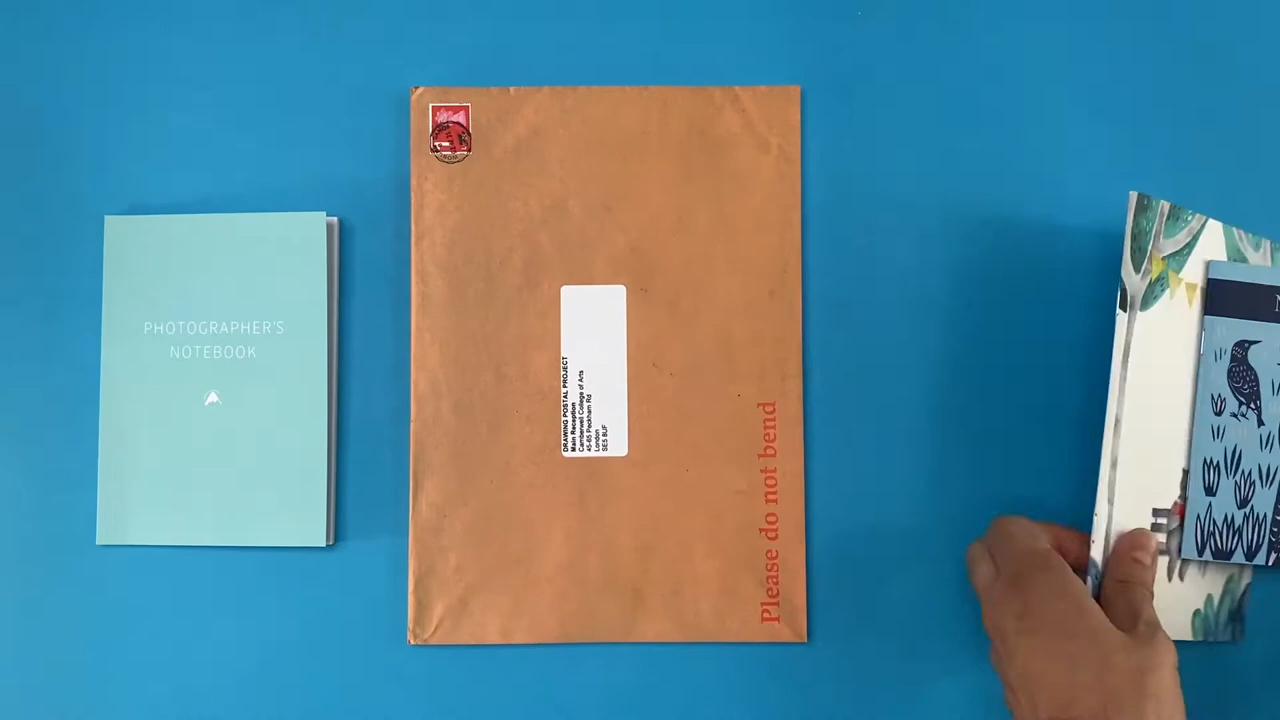 PHOTOGRAPHER'S
NOTEBOOK
DRAWING POSTAL PROJECT
Main Reception
Camberwell College of Arts
45-65 Peckham Rd
London
SE5 8UF
Please do not bend